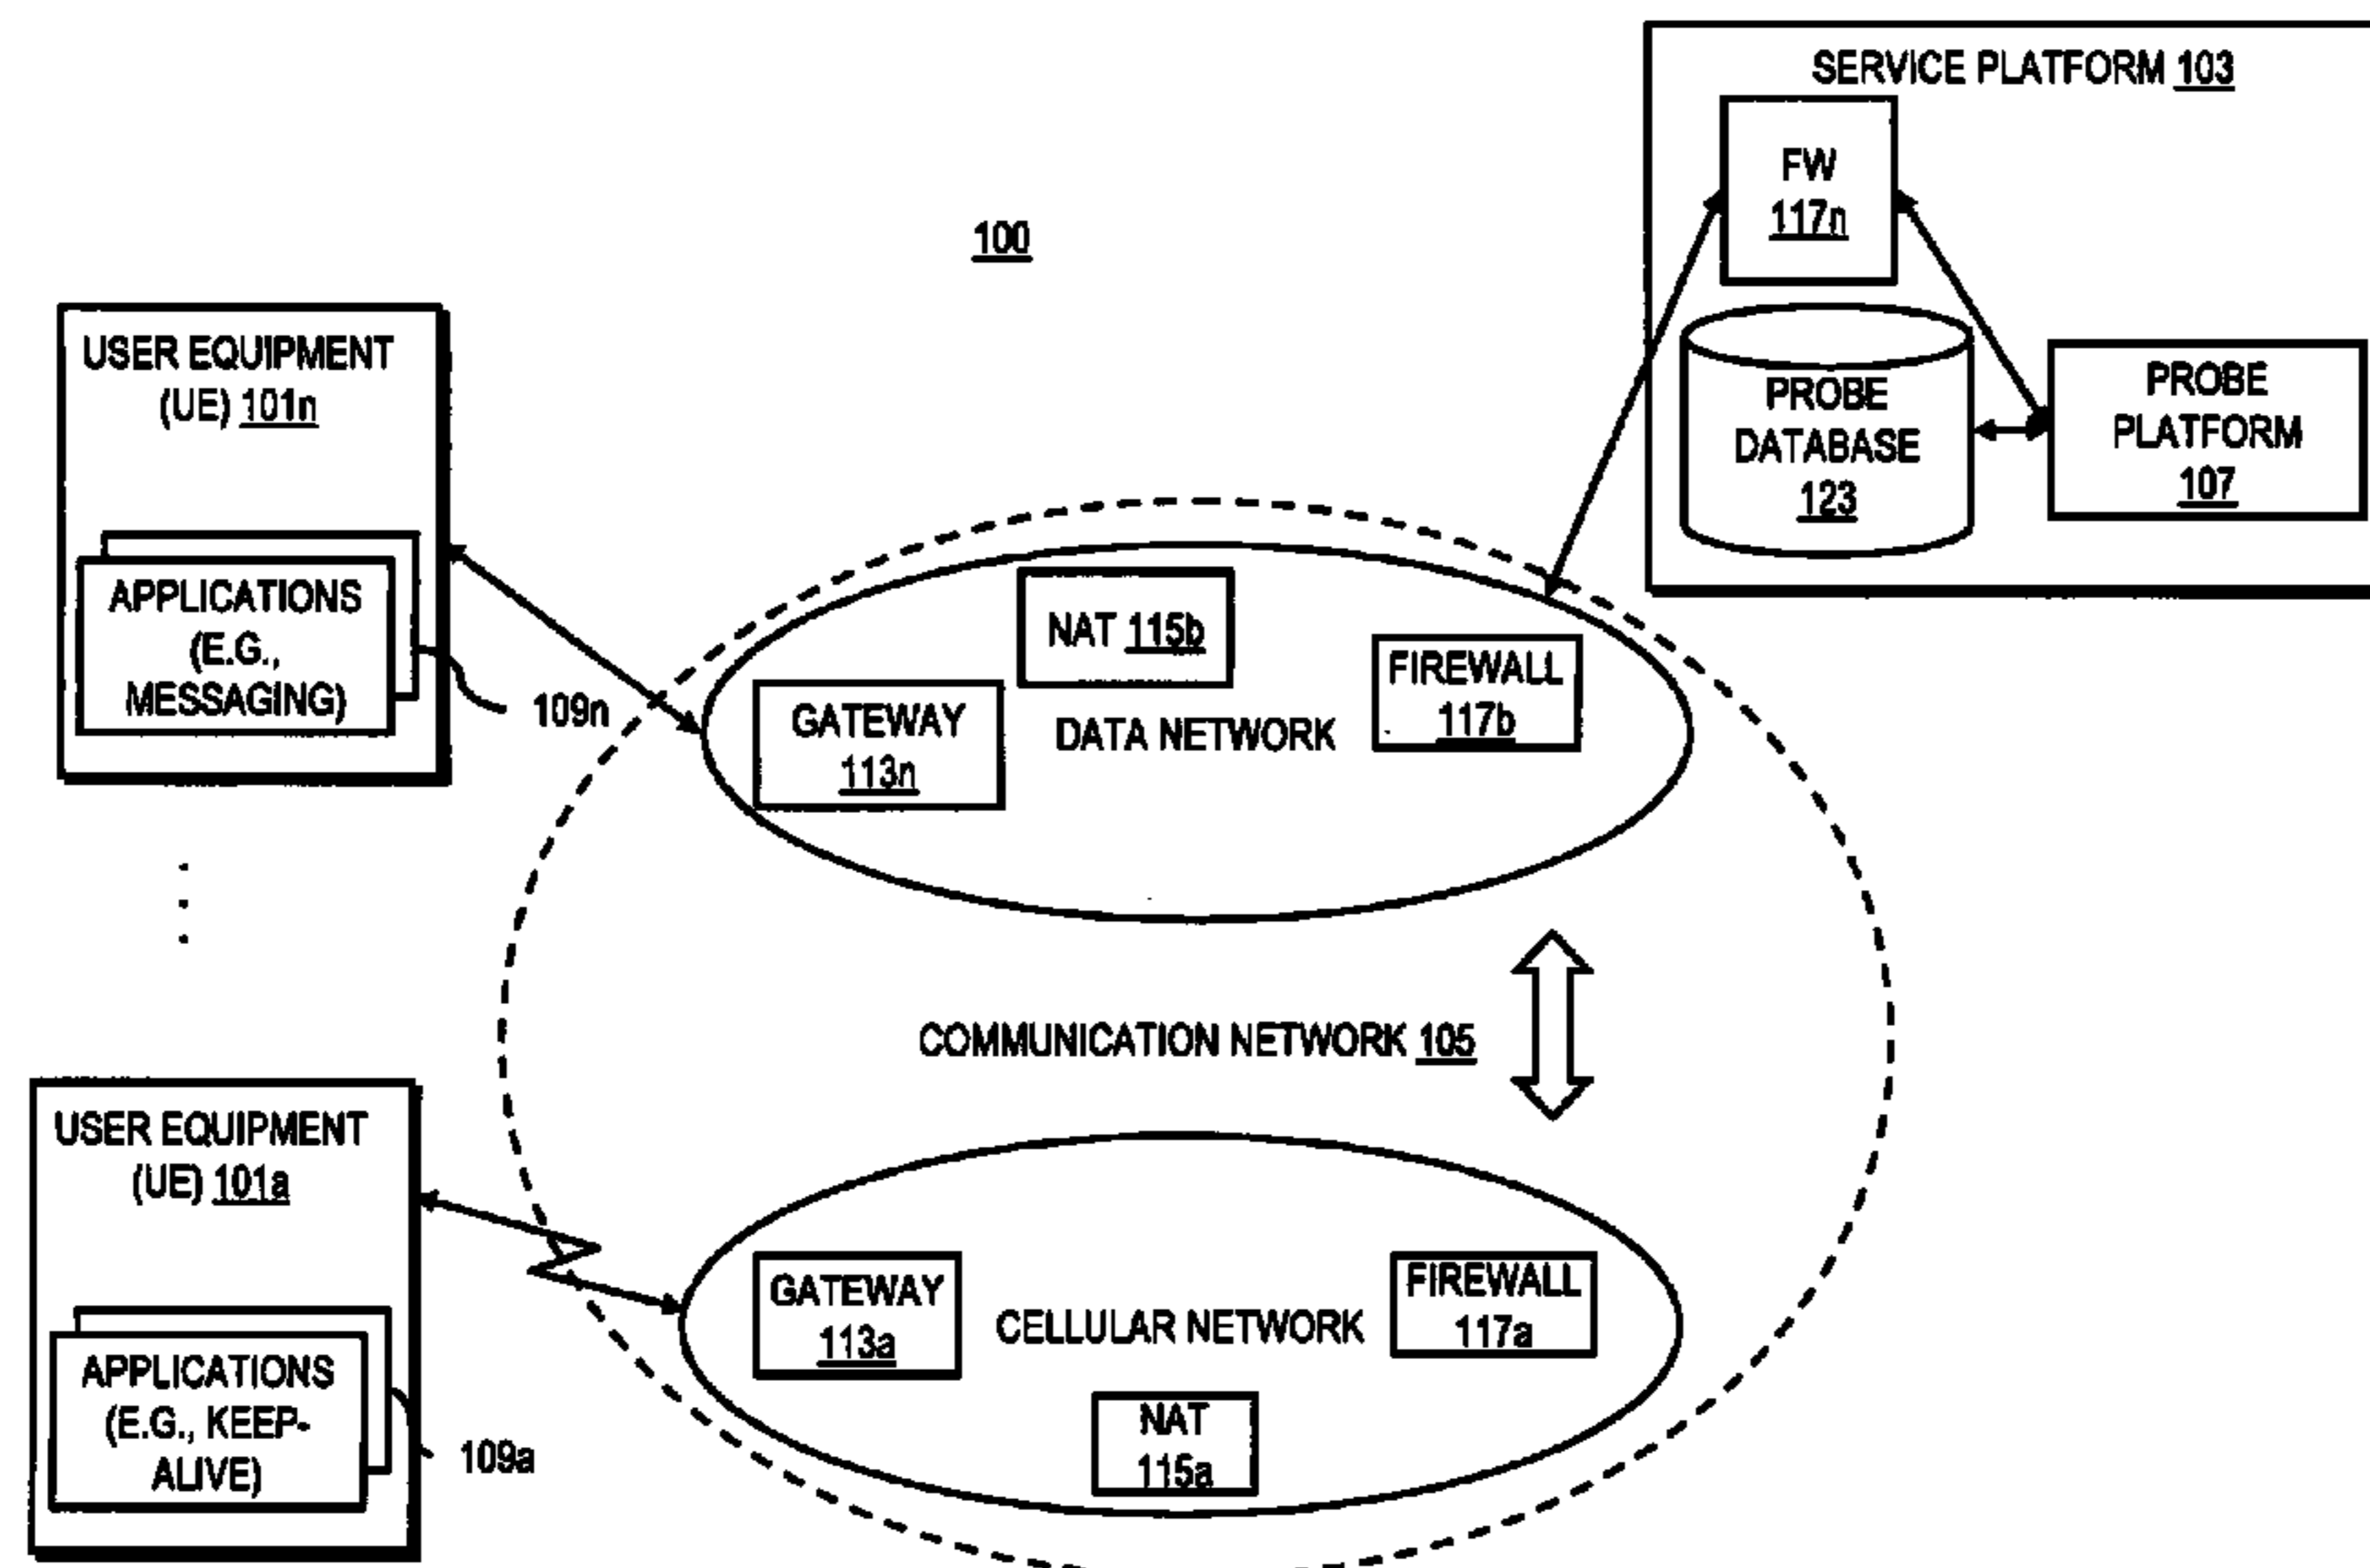 SERVICE PLATFORM 103
FW
117n
PROBE
DATABASE
123
PROBE
PLATFORM
107
100
USER EQUIPMENT
(UE) 101n
APPLICATIONS
(E.G.,
MESSAGING)
109n
NAT 115b
FIREWALL
117b
GATEWAY
113n
DATA NETWORK
COMMUNICATION NETWORK 105
USER EQUIPMENT
(UE) 101a
APPLICATIONS
(E.G., KEEP-
ALIVE)
109a
GATEWAY
113a
CELLULAR NETWORK
FIREWALL
117a
NAT
115a